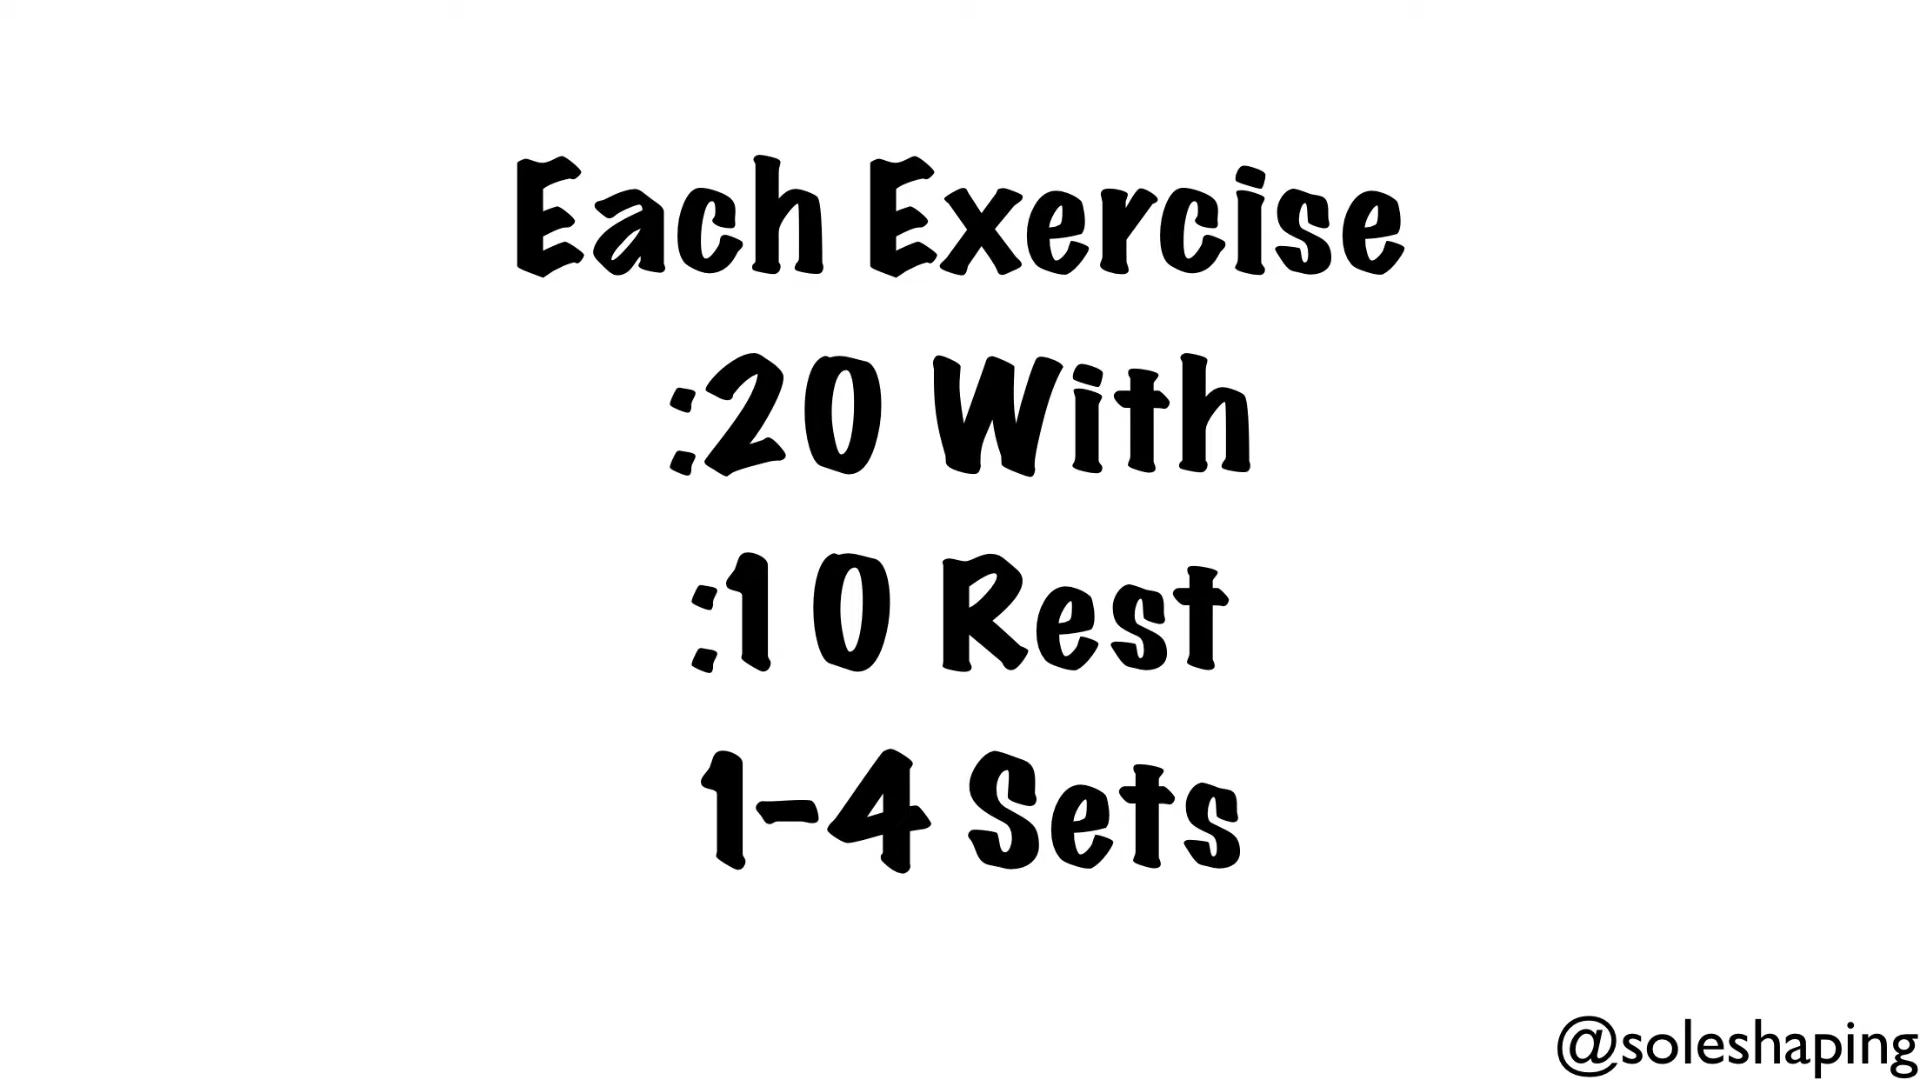 Each Exercise
:20 With
:10 Rest
1-4 Sets
@soleshaping